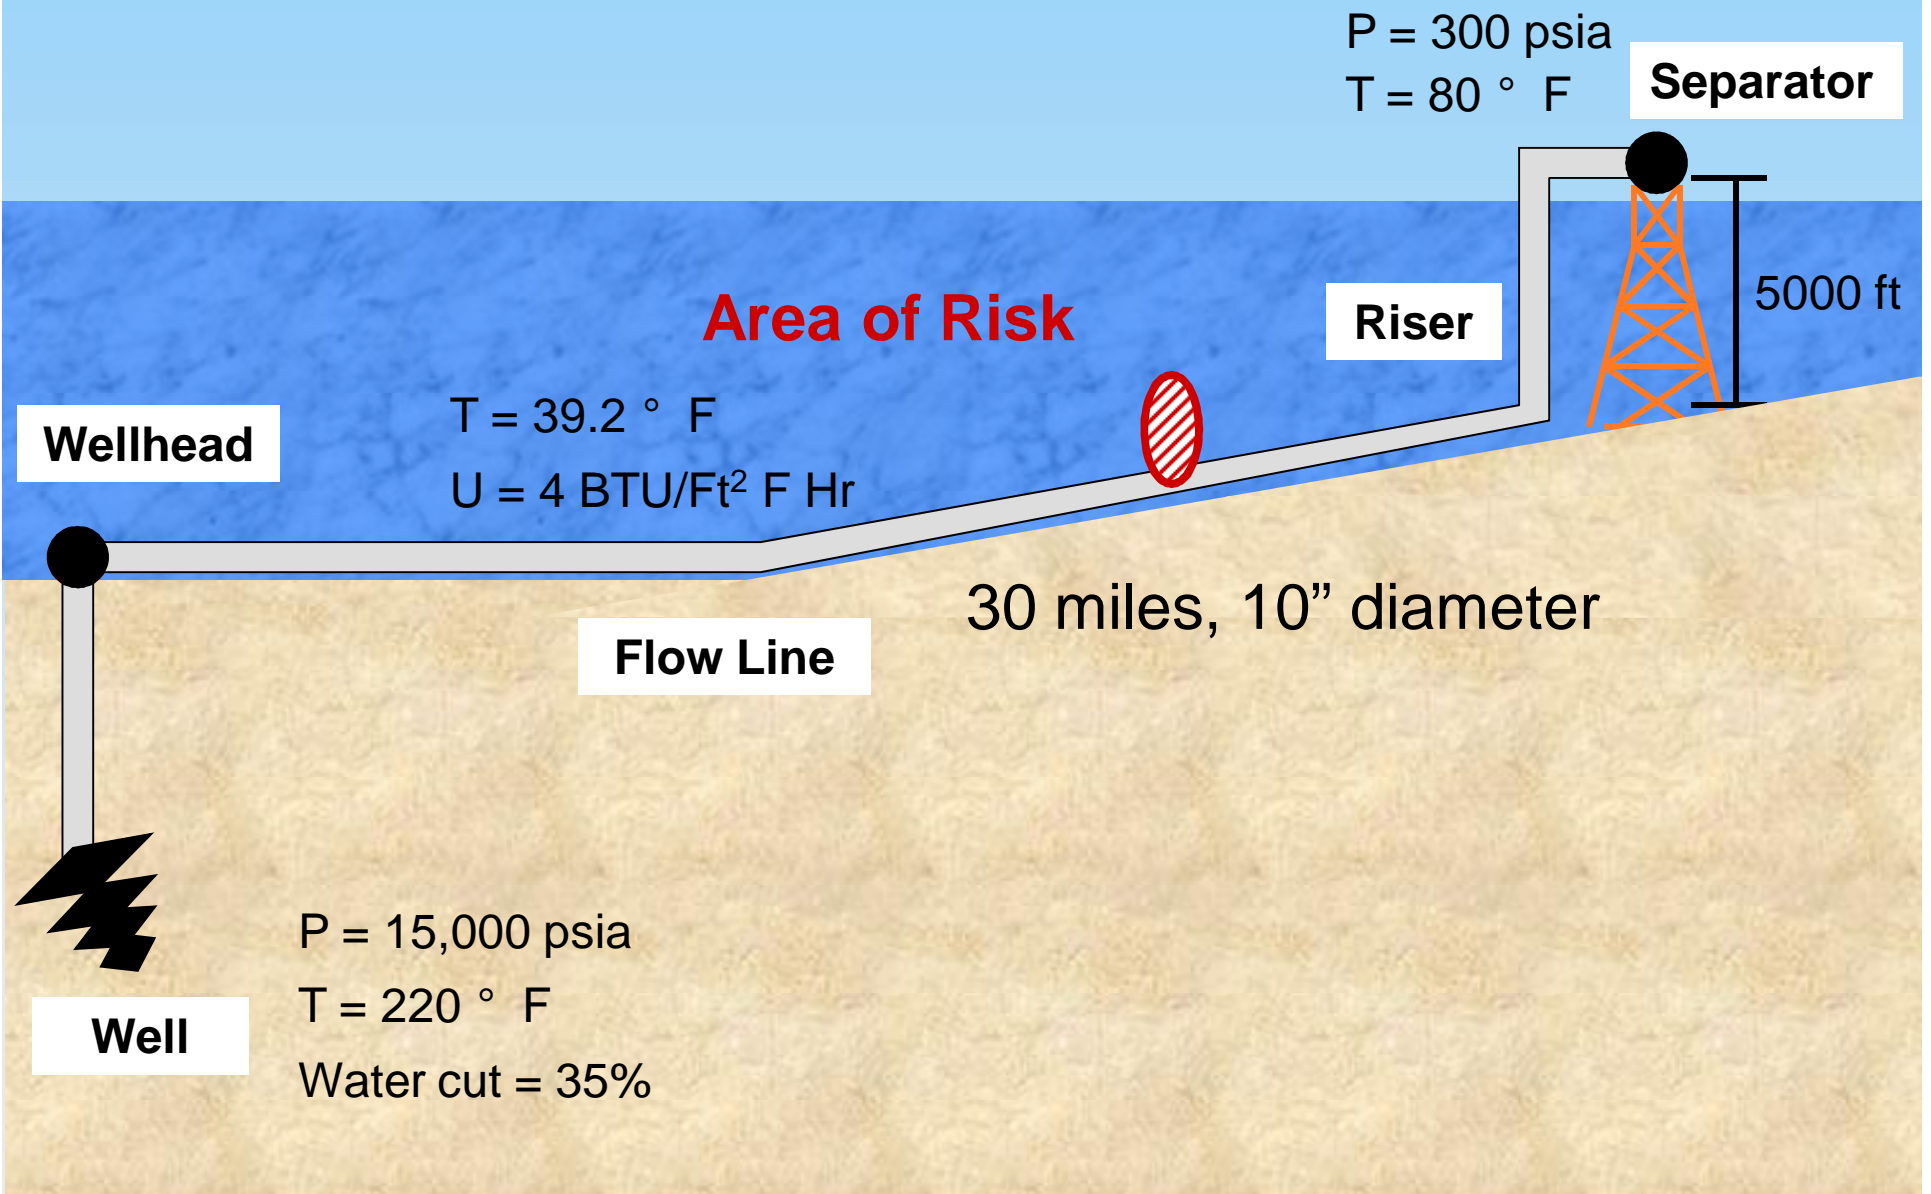 P = 300 psia
T = 80 ° F
Separator
5000 ft
Area of Risk
Riser
T = 39.2 ° F
U = 4 BTU/Ft² F Hr
Wellhead
30 miles, 10” diameter
Flow Line
P = 15,000 psia
T = 220 ° F
Water cut = 35%
Well